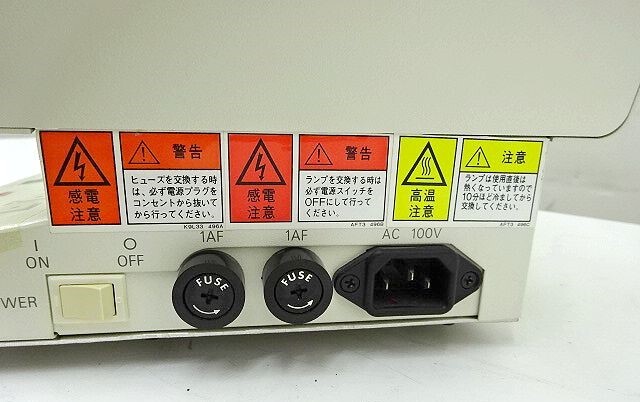 感電
注意
警告
ヒューズを交換する時
は、必ず電源プラグを
コンセントから抜いて
から行ってください。
K9L33 496A
感電
注意
警告
ランプを交換する時は
必ず電源スイッチを
OFFにして行って
ください。
AFT3 496B
高温
注意
注意
ランプは使用直後は
熱くなっていますので
10分ほど冷ましてから
交換してください。
AFT3 496C
| O
ON OFF
WER
1AF
FUSE
1AF
FUSE
AC 100V